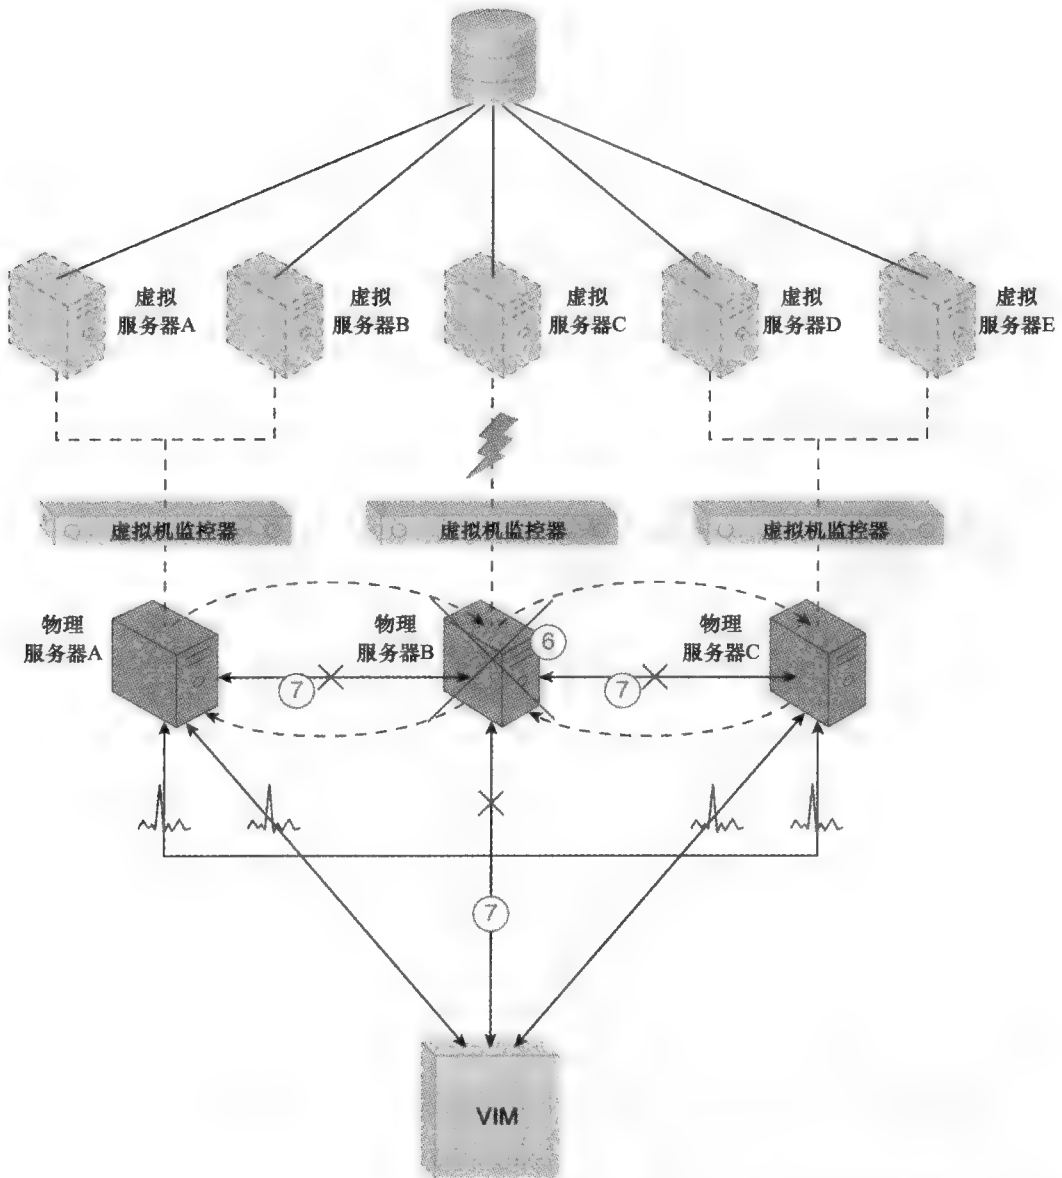 虚拟
服务器A
虚拟
服务器B
虚拟
服务器C
虚拟
服务器D
虚拟
服务器E
虚拟机监控器
虚拟机监控器
虚拟机监控器
物理
服务器A
物理
服务器B
物理
服务器C
6
7
7
7
VIM